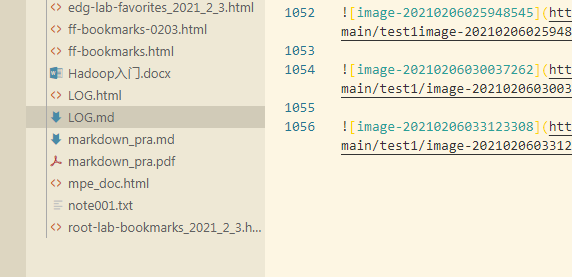 edg-lab-favorites_2021_2_3.html
ff-bookmarks-0203.html
ff-bookmarks.html
Hadoop入门.docx
LOG.html
LOG.md
markdown_pra.md
markdown_pra.pdf
mpe_doc.html
note001.txt
root-lab-bookmarks_2021_2_3.h...
1052 ![image-20210206025948545](htt
main/test1image-20210206025948
1053
1054 ![image-20210206030037262](htt
main/test1/image-2021020603003
1055
1056 ![image-20210206033123308](htt
main/test1/image-2021020603312